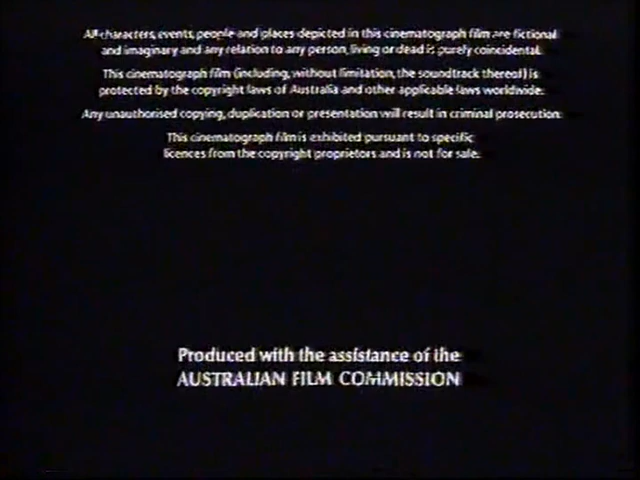 All characters, events, people and places depicted in this cinematograph film are fictional
and imaginary and any relation to any person, living or dead is purely coincidental.
This cinematograph film (including, without limitation, the soundtrack thereof) is
protected by the copyright laws of Australia and other applicable laws worldwide.
Any unauthorised copying, duplication or presentation will result in criminal prosecution.
This cinematograph film is exhibited pursuant to specific
licences from the copyright proprietors and is not for sale.
Produced with the assistance of the
AUSTRALIAN FILM COMMISSION